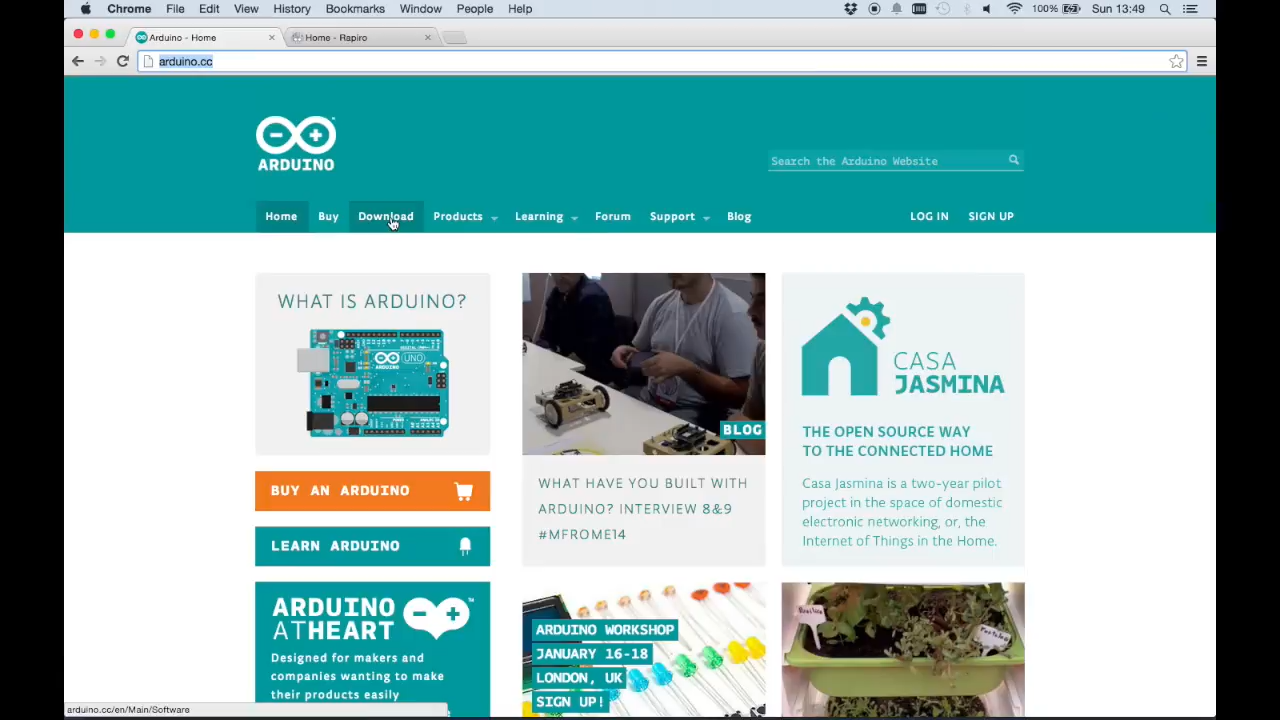 Chrome File Edit View History Bookmarks Window People Help 100% Sun 13:49
Arduino - Home Home - Rapiro
arduino.cc
ARDUINO
Search the Arduino Website
Home Buy Download Products Learning Forum Support Blog LOG IN SIGN UP
WHAT IS ARDUINO?
UNO
ARDUINO
BUY AN ARDUINO
LEARN ARDUINO
ARDUINO
ATHEART
TM
Designed for makers and
companies wanting to make
their products easily
BLOG
WHAT HAVE YOU BUILT WITH
ARDUINO? INTERVIEW 8&9
#MFROME14
ARDUINO WORKSHOP
JANUARY 16-18
LONDON, UK
SIGN UP!
CASA
JASMINA
THE OPEN SOURCE WAY
TO THE CONNECTED HOME
Casa Jasmina is a two-year pilot
project in the space of domestic
electronic networking, or, the
Internet of Things in the Home.
arduino.cc/en/Main/Software